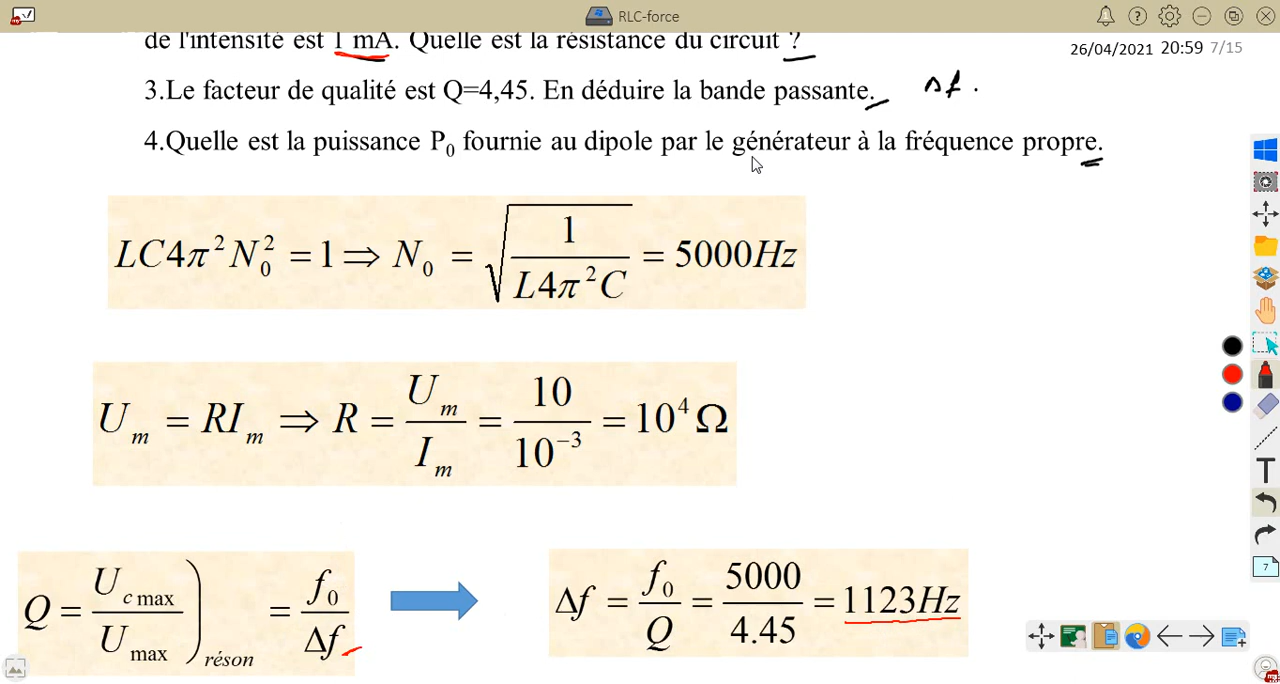 RLC-force
de l'intensité est 1 mA. Quelle est la résistance du circuit ?
26/04/2021 20:59 7/15
3.Le facteur de qualité est Q=4,45. En déduire la bande passante. Δf.
4.Quelle est la puissance P₀ fournie au dipole par le générateur à la fréquence propre.
LC4π²N₀² = 1 ⇒ N₀ = √(1 / L4π²C) = 5000Hz
Uₘ = RIₘ ⇒ R = Uₘ / Iₘ = 10 / 10⁻³ = 10⁴ Ω
Q = U c max / U max )réson = f₀ / Δf
Δf = f₀ / Q = 5000 / 4.45 = 1123Hz
T
7